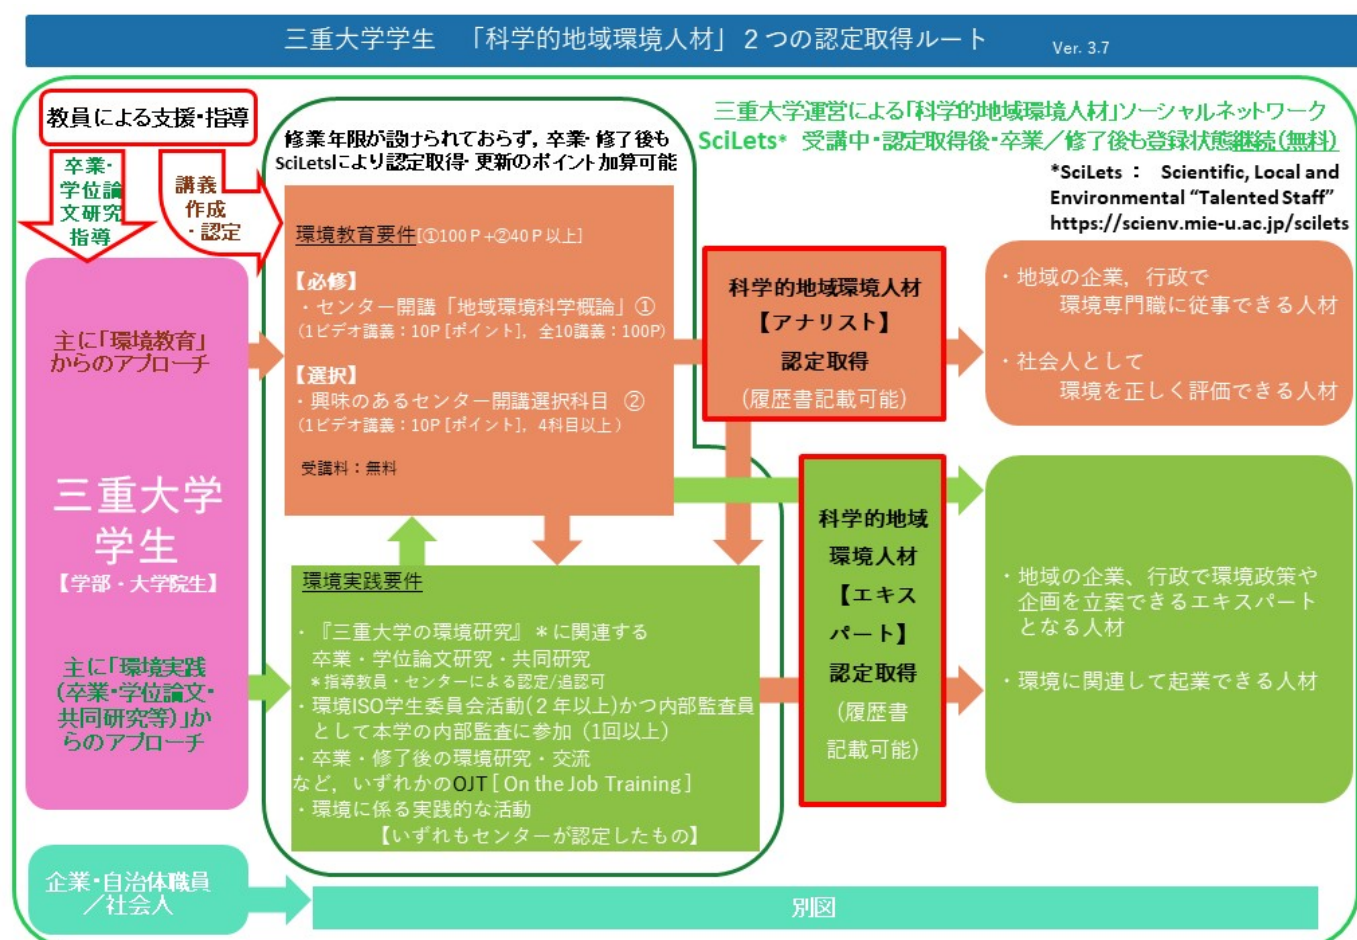 三重大学学生 「科学的地域環境人材」２つの認定取得ルート Ver. 3.7
教員による支援・指導
卒業・
学位論
文研究
指導
講義
作成
・認定
修業年限が設けられておらず，卒業・修了後も
SciLetsにより認定取得・更新のポイント加算可能
三重大学運営による「科学的地域環境人材」ソーシャルネットワーク
SciLets* 受講中・認定取得後・卒業／修了後も登録状態継続(無料)
*SciLets ： Scientific, Local and
Environmental “Talented Staff”
https://scienv.mie-u.ac.jp/scilets
主に「環境教育」
からのアプローチ
三重大学
学生
【学部・大学院生】
主に「環境実践
(卒業・学位論文・
共同研究等)」か
らのアプローチ
環境教育要件[①100Ｐ+②40Ｐ以上]
【必修】
・センター開講「地域環境科学概論」①
（1ビデオ講義：10P [ポイント]，全10講義：100P）
【選択】
・興味のあるセンター開講選択科目 ②
（1ビデオ講義：10P [ポイント]，4科目以上）
受講料：無料
環境実践要件
・『三重大学の環境研究』＊に関連する
卒業・学位論文研究・共同研究
＊指導教員・センターによる認定/追認可
・環境ISO学生委員会活動(２年以上)かつ内部監査員
として本学の内部監査に参加（1回以上）
・卒業・修了後の環境研究・交流
など，いずれかのOJT [ On the Job Training ]
・環境に係る実践的な活動
【いずれもセンターが認定したもの】
科学的地域環境人材
【アナリスト】
認定取得
(履歴書記載可能)
・地域の企業，行政で
環境専門職に従事できる人材
・社会人として
環境を正しく評価できる人材
科学的地域
環境人材
【エキス
パート】
認定取得
（履歴書
記載可能）
・地域の企業、行政で環境政策や
企画を立案できるエキスパート
となる人材
・環境に関連して起業できる人材
企業・自治体職員
／社会人
別図